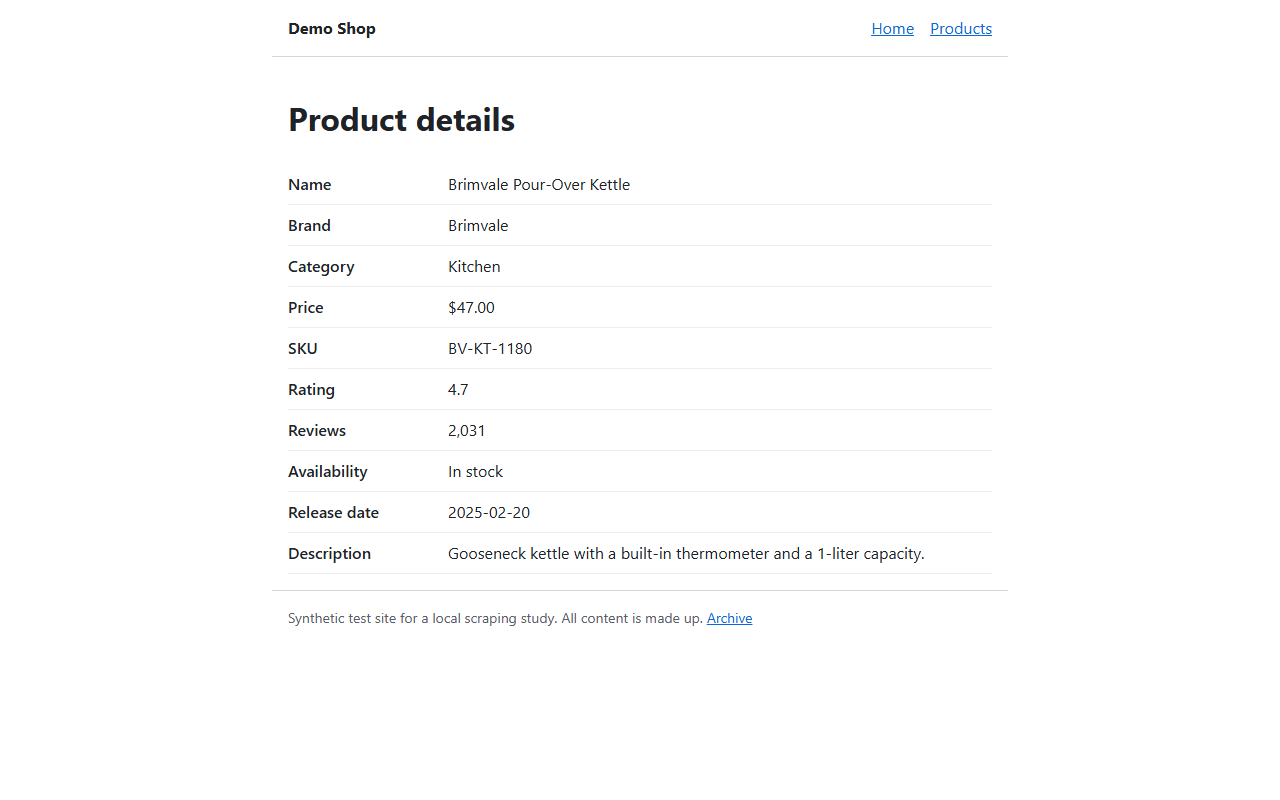 Demo Shop
Home Products
Product details
Name Brimvale Pour-Over Kettle
Brand Brimvale
Category Kitchen
Price $47.00
SKU BV-KT-1180
Rating 4.7
Reviews 2,031
Availability In stock
Release date 2025-02-20
Description Gooseneck kettle with a built-in thermometer and a 1-liter capacity.
Synthetic test site for a local scraping study. All content is made up. Archive